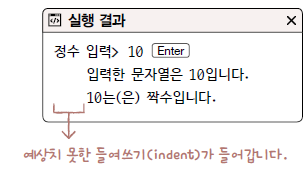 실행 결과
정수 입력> 10 Enter
입력한 문자열은 10입니다.
10는(은) 짝수입니다.
예상치 못한 들여쓰기(indent)가 들어갑니다.